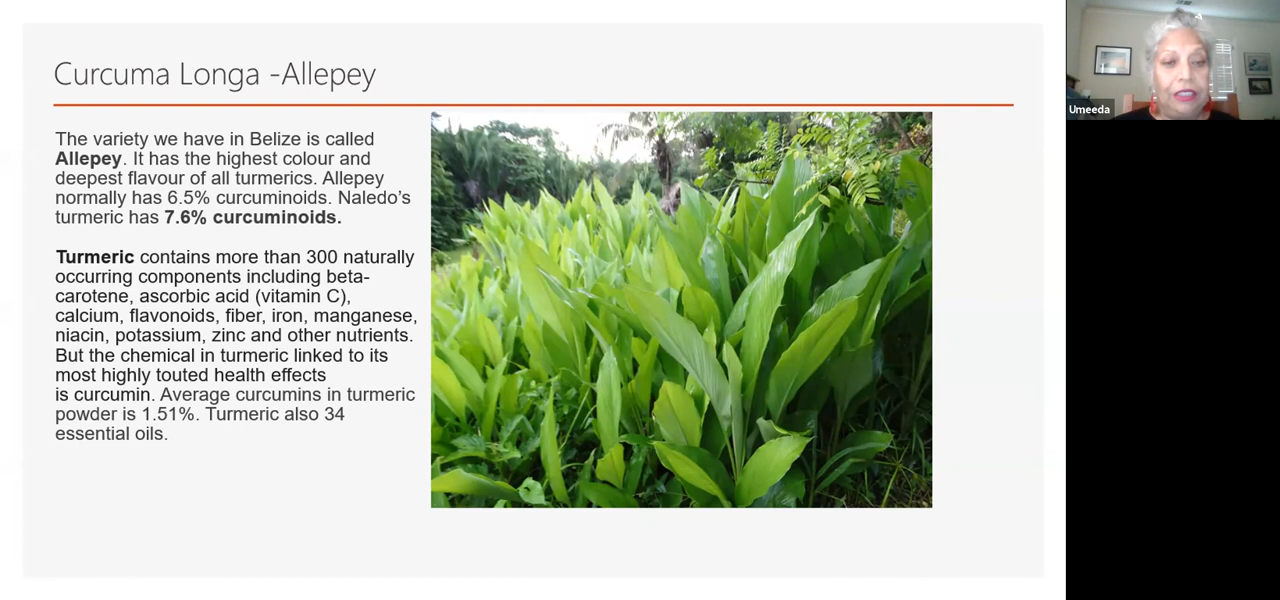 Curcuma Longa -Allepey
The variety we have in Belize is called
Allepey. It has the highest colour and
deepest flavour of all turmerics. Allepey
normally has 6.5% curcuminoids. Naledo's
turmeric has 7.6% curcuminoids.
Turmeric contains more than 300 naturally
occurring components including beta-
carotene, ascorbic acid (vitamin C),
calcium, flavonoids, fiber, iron, manganese,
niacin, potassium, zinc and other nutrients.
But the chemical in turmeric linked to its
most highly touted health effects
is curcumin. Average curcumins in turmeric
powder is 1.51%. Turmeric also 34
essential oils.
Umeeda